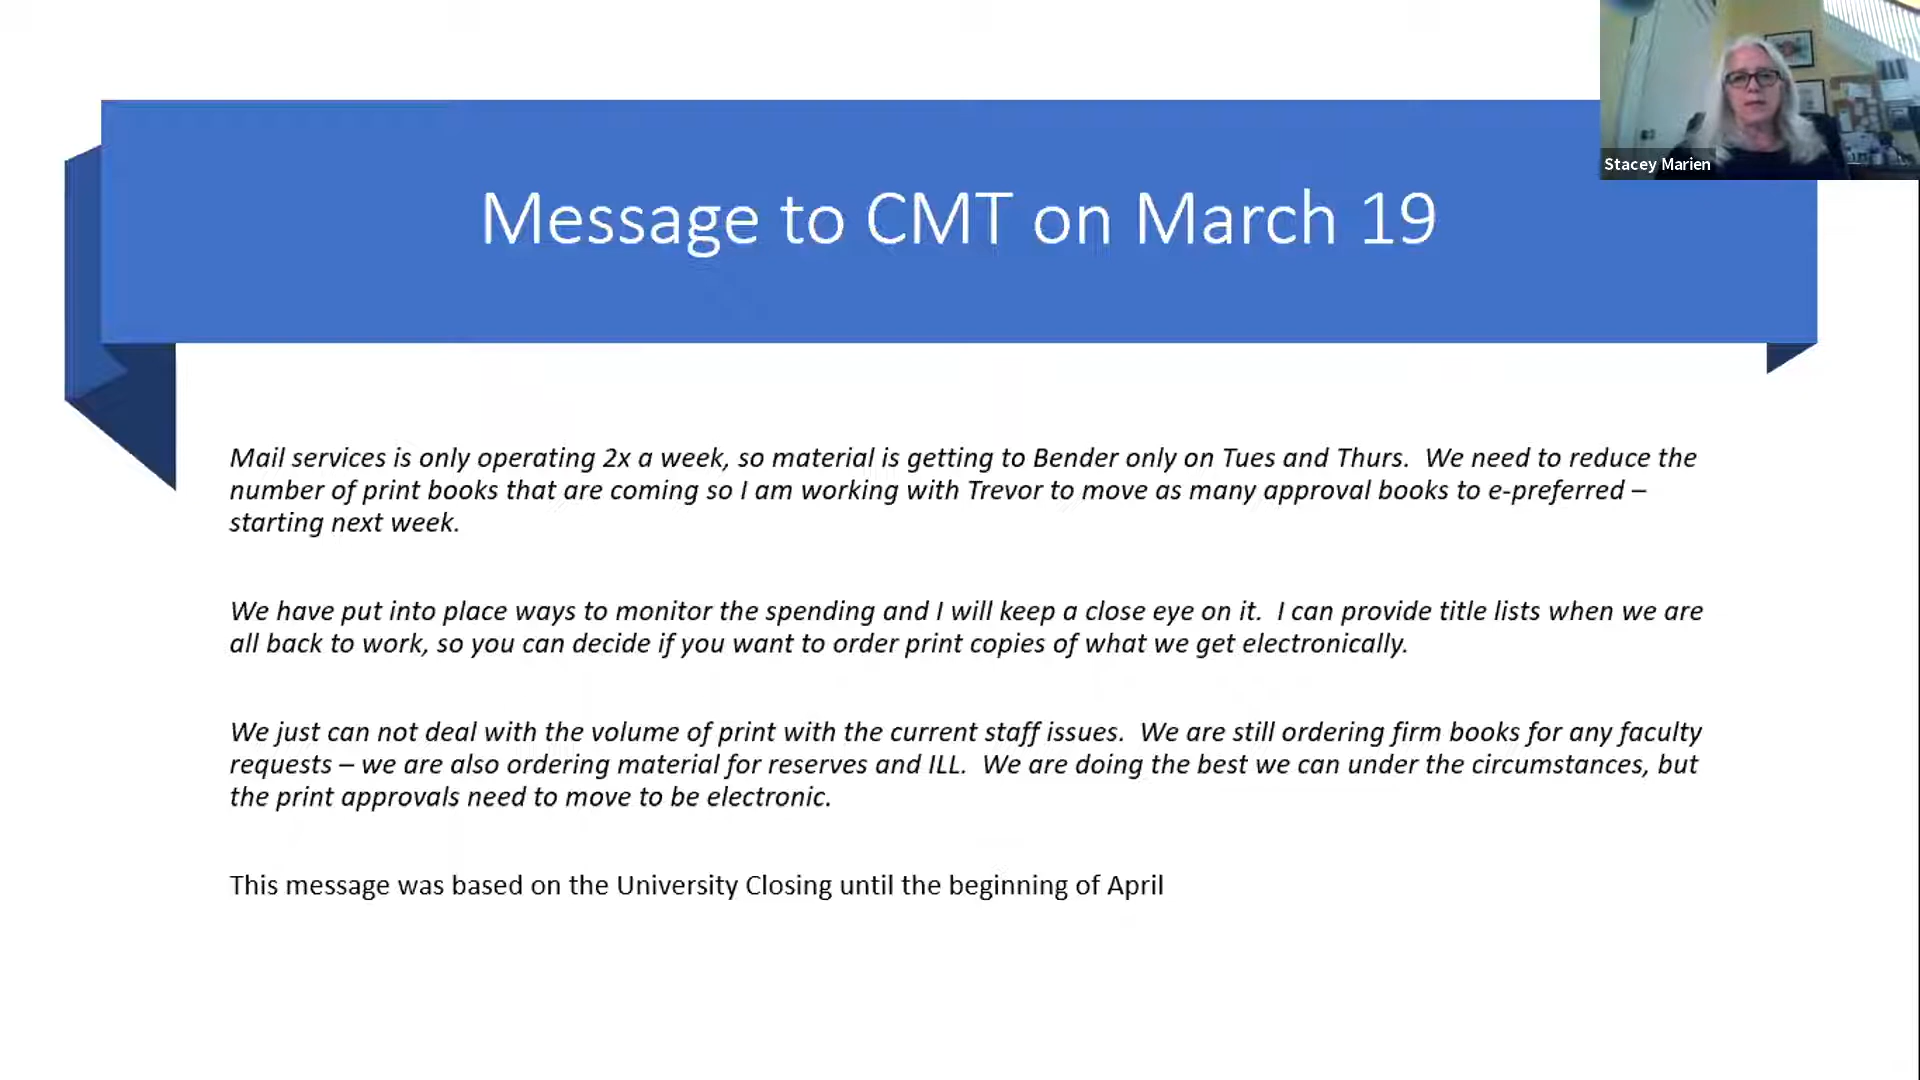 Stacey Marien
Message to CMT on March 19
Mail services is only operating 2x a week, so material is getting to Bender only on Tues and Thurs.  We need to reduce the
number of print books that are coming so I am working with Trevor to move as many approval books to e-preferred –
starting next week.
We have put into place ways to monitor the spending and I will keep a close eye on it.  I can provide title lists when we are
all back to work, so you can decide if you want to order print copies of what we get electronically.
We just can not deal with the volume of print with the current staff issues.  We are still ordering firm books for any faculty
requests – we are also ordering material for reserves and ILL.  We are doing the best we can under the circumstances, but
the print approvals need to move to be electronic.
This message was based on the University Closing until the beginning of April